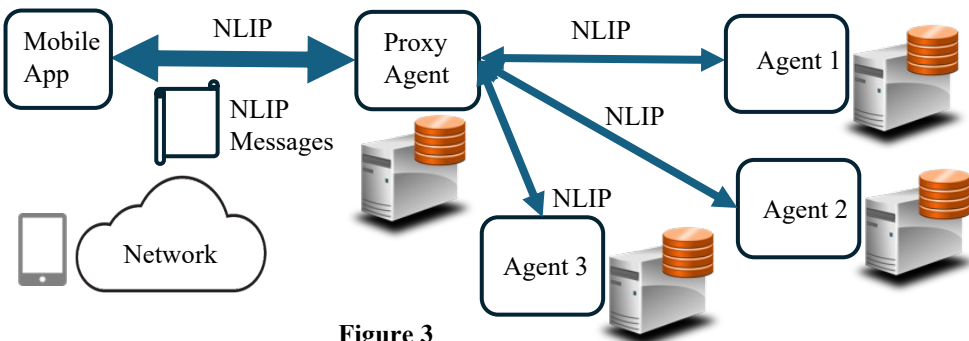 Mobile
App
NLIP
NLIP
Messages
Proxy
Agent
NLIP
Agent 1
NLIP
Agent 2
NLIP
Agent 3
Network
Figure 3